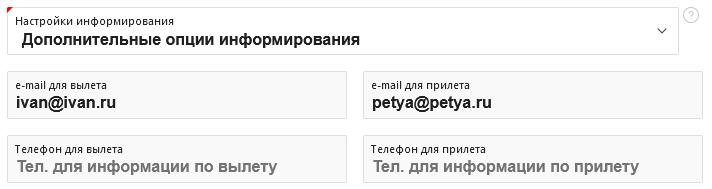 Настройки информирования
Дополнительные опции информирования
?
e-mail для вылета
ivan@ivan.ru
e-mail для прилета
petya@petya.ru
Телефон для вылета
Тел. для информации по вылету
Телефон для прилета
Тел. для информации по прилету